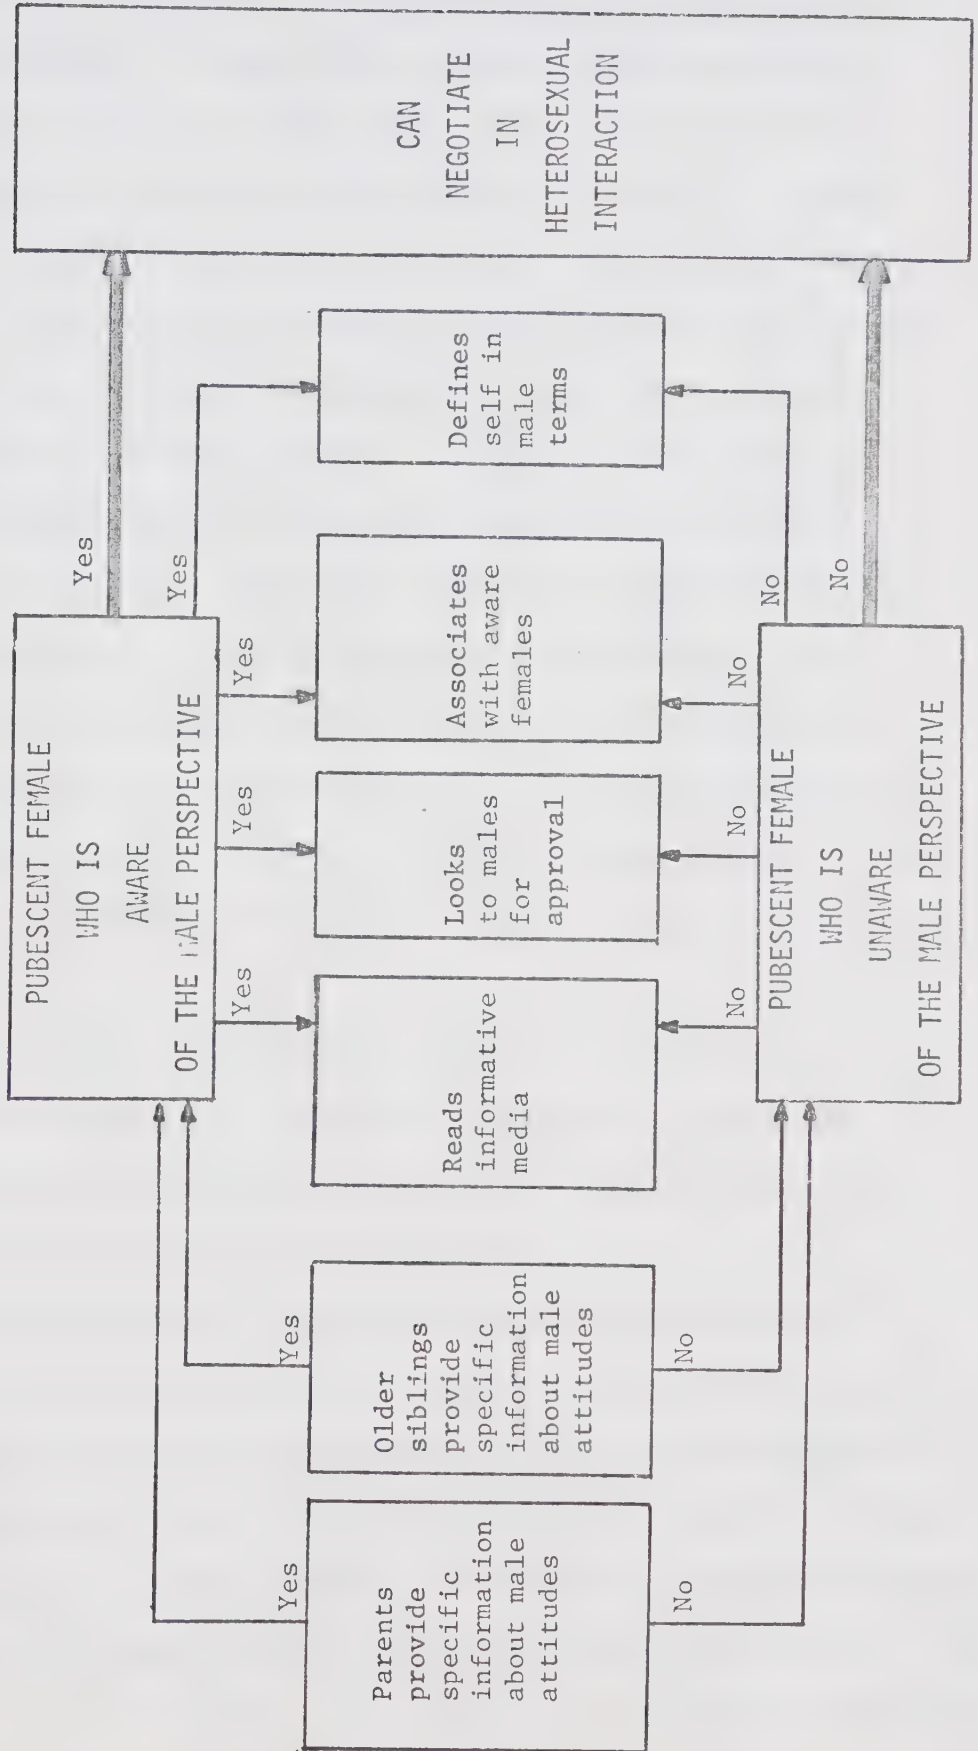 PUBESCENT FEMALE
WHO IS
AWARE
OF THE MALE PERSPECTIVE
Yes
Yes
Yes
Yes
Yes
Yes
Yes
Parents
provide
specific
information
about male
attitudes
Older
siblings
provide
specific
information
about male
attitudes
Reads
informative
media
Looks
to males
for
approval
Associates
with aware
females
Defines
self in
male
terms
CAN
NEGOTIATE
IN
HETEROSEXUAL
INTERACTION
No
No
No
No
No
No
No
PUBESCENT FEMALE
WHO IS
UNAWARE
OF THE MALE PERSPECTIVE